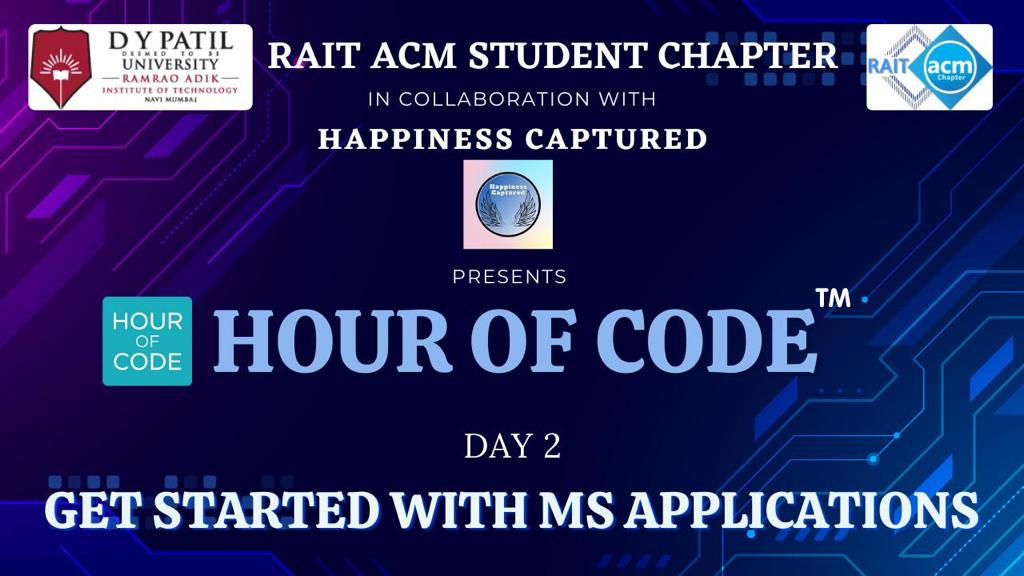 D Y PATIL
DEEMED TO BE
UNIVERSITY
RAMRAO ADIK
INSTITUTE OF TECHNOLOGY
NAVI MUMBAI
RAIT ACM STUDENT CHAPTER
RAIT acm
Chapter
IN COLLABORATION WITH
HAPPINESS CAPTURED
Happiness
Captured
PRESENTS
HOUR
OF
CODE
HOUR OF CODE™
DAY 2
GET STARTED WITH MS APPLICATIONS